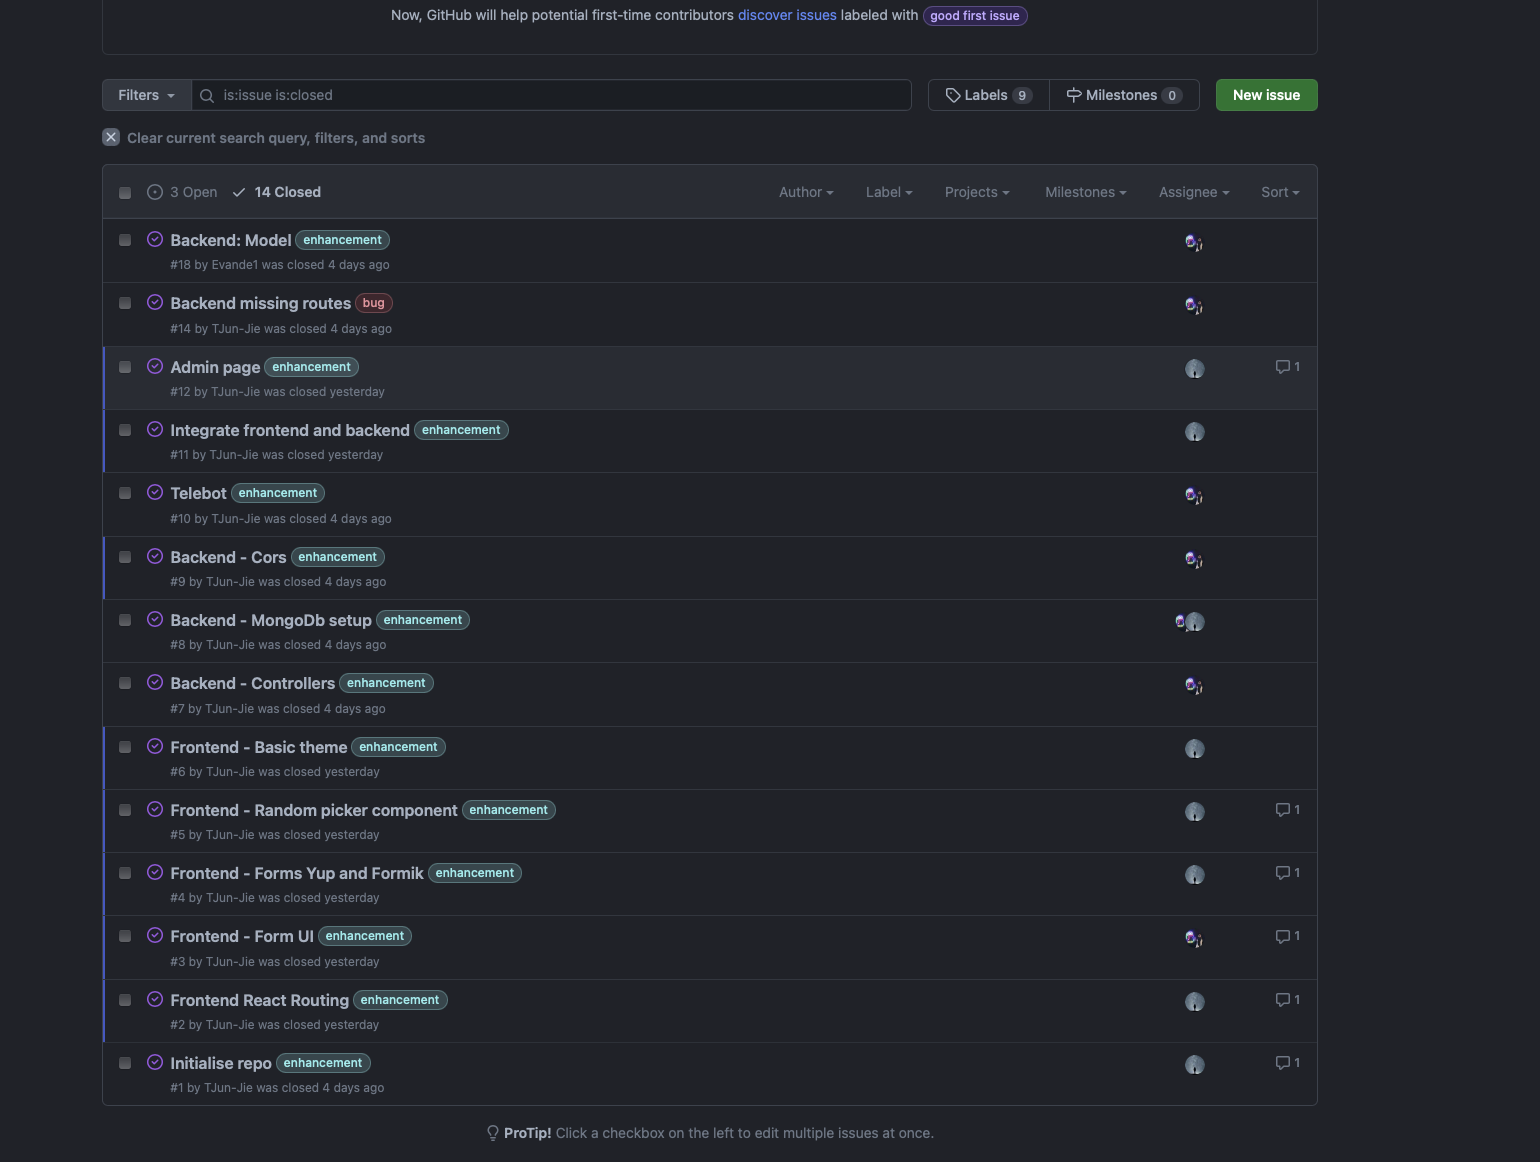 Now, GitHub will help potential first-time contributors discover issues labeled with good first issue
Filters is:issue is:closed Labels 9 Milestones 0 New issue
Clear current search query, filters, and sorts
3 Open 14 Closed Author Label Projects Milestones Assignee Sort
Backend: Model enhancement
#18 by Evande1 was closed 4 days ago
Backend missing routes bug
#14 by TJun-Jie was closed 4 days ago
Admin page enhancement 1
#12 by TJun-Jie was closed yesterday
Integrate frontend and backend enhancement
#11 by TJun-Jie was closed yesterday
Telebot enhancement
#10 by TJun-Jie was closed 4 days ago
Backend - Cors enhancement
#9 by TJun-Jie was closed 4 days ago
Backend - MongoDb setup enhancement
#8 by TJun-Jie was closed 4 days ago
Backend - Controllers enhancement
#7 by TJun-Jie was closed 4 days ago
Frontend - Basic theme enhancement
#6 by TJun-Jie was closed yesterday
Frontend - Random picker component enhancement 1
#5 by TJun-Jie was closed yesterday
Frontend - Forms Yup and Formik enhancement 1
#4 by TJun-Jie was closed yesterday
Frontend - Form UI enhancement 1
#3 by TJun-Jie was closed yesterday
Frontend React Routing enhancement 1
#2 by TJun-Jie was closed yesterday
Initialise repo enhancement 1
#1 by TJun-Jie was closed 4 days ago
ProTip! Click a checkbox on the left to edit multiple issues at once.